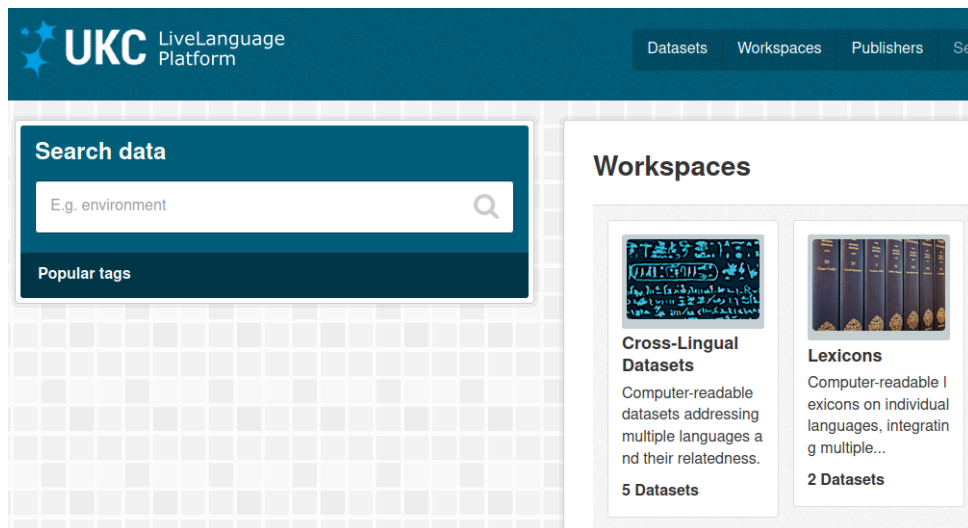 UKC LiveLanguage
Platform
Datasets Workspaces Publishers Se
Search data
E.g. environment
Popular tags
Workspaces
Cross-Lingual
Datasets
Computer-readable
datasets addressing
multiple languages a
nd their relatedness.
5 Datasets
Lexicons
Computer-readable l
exicons on individual
languages, integratin
g multiple...
2 Datasets